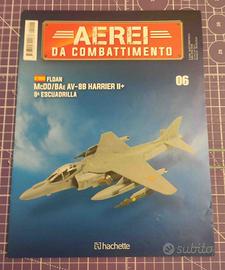 AEREI
DA COMBATTIMENTO
FLOAN
McDD/BAe AV-8B HARRIER II+
9ª ESCUADRILLA
06
hachette
Subito